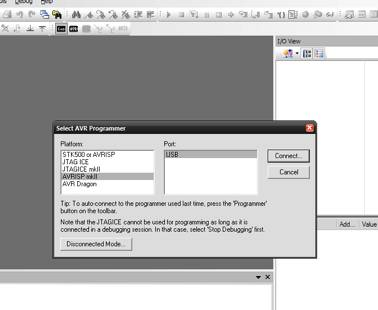 Debug Help
I/O View
Select AVR Programmer
Platform: Port:
STK500 or AVRISP USB Connect...
JTAG ICE
JTAGICE mkII Cancel
AVRISP mkII
AVR Dragon
Tip: To auto-connect to the programmer used last time, press the 'Programmer'
button on the toolbar.
Note that the JTAGICE cannot be used for programming as long as it is
connected in a debugging session. In that case, select 'Stop Debugging' first.
Disconnected Mode...
Add... Value